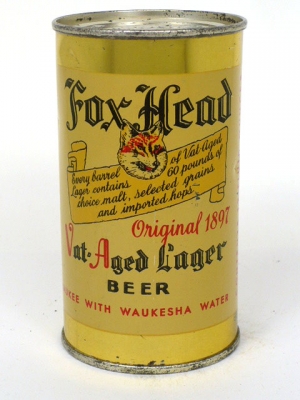 Fox Head
Every barrel of Vat-Aged
Lager contains 60 pounds of
choice malt, selected grains
and imported hops
Original 1897
Vat-Aged Lager
BEER
KEE WITH WAUKESHA WATER